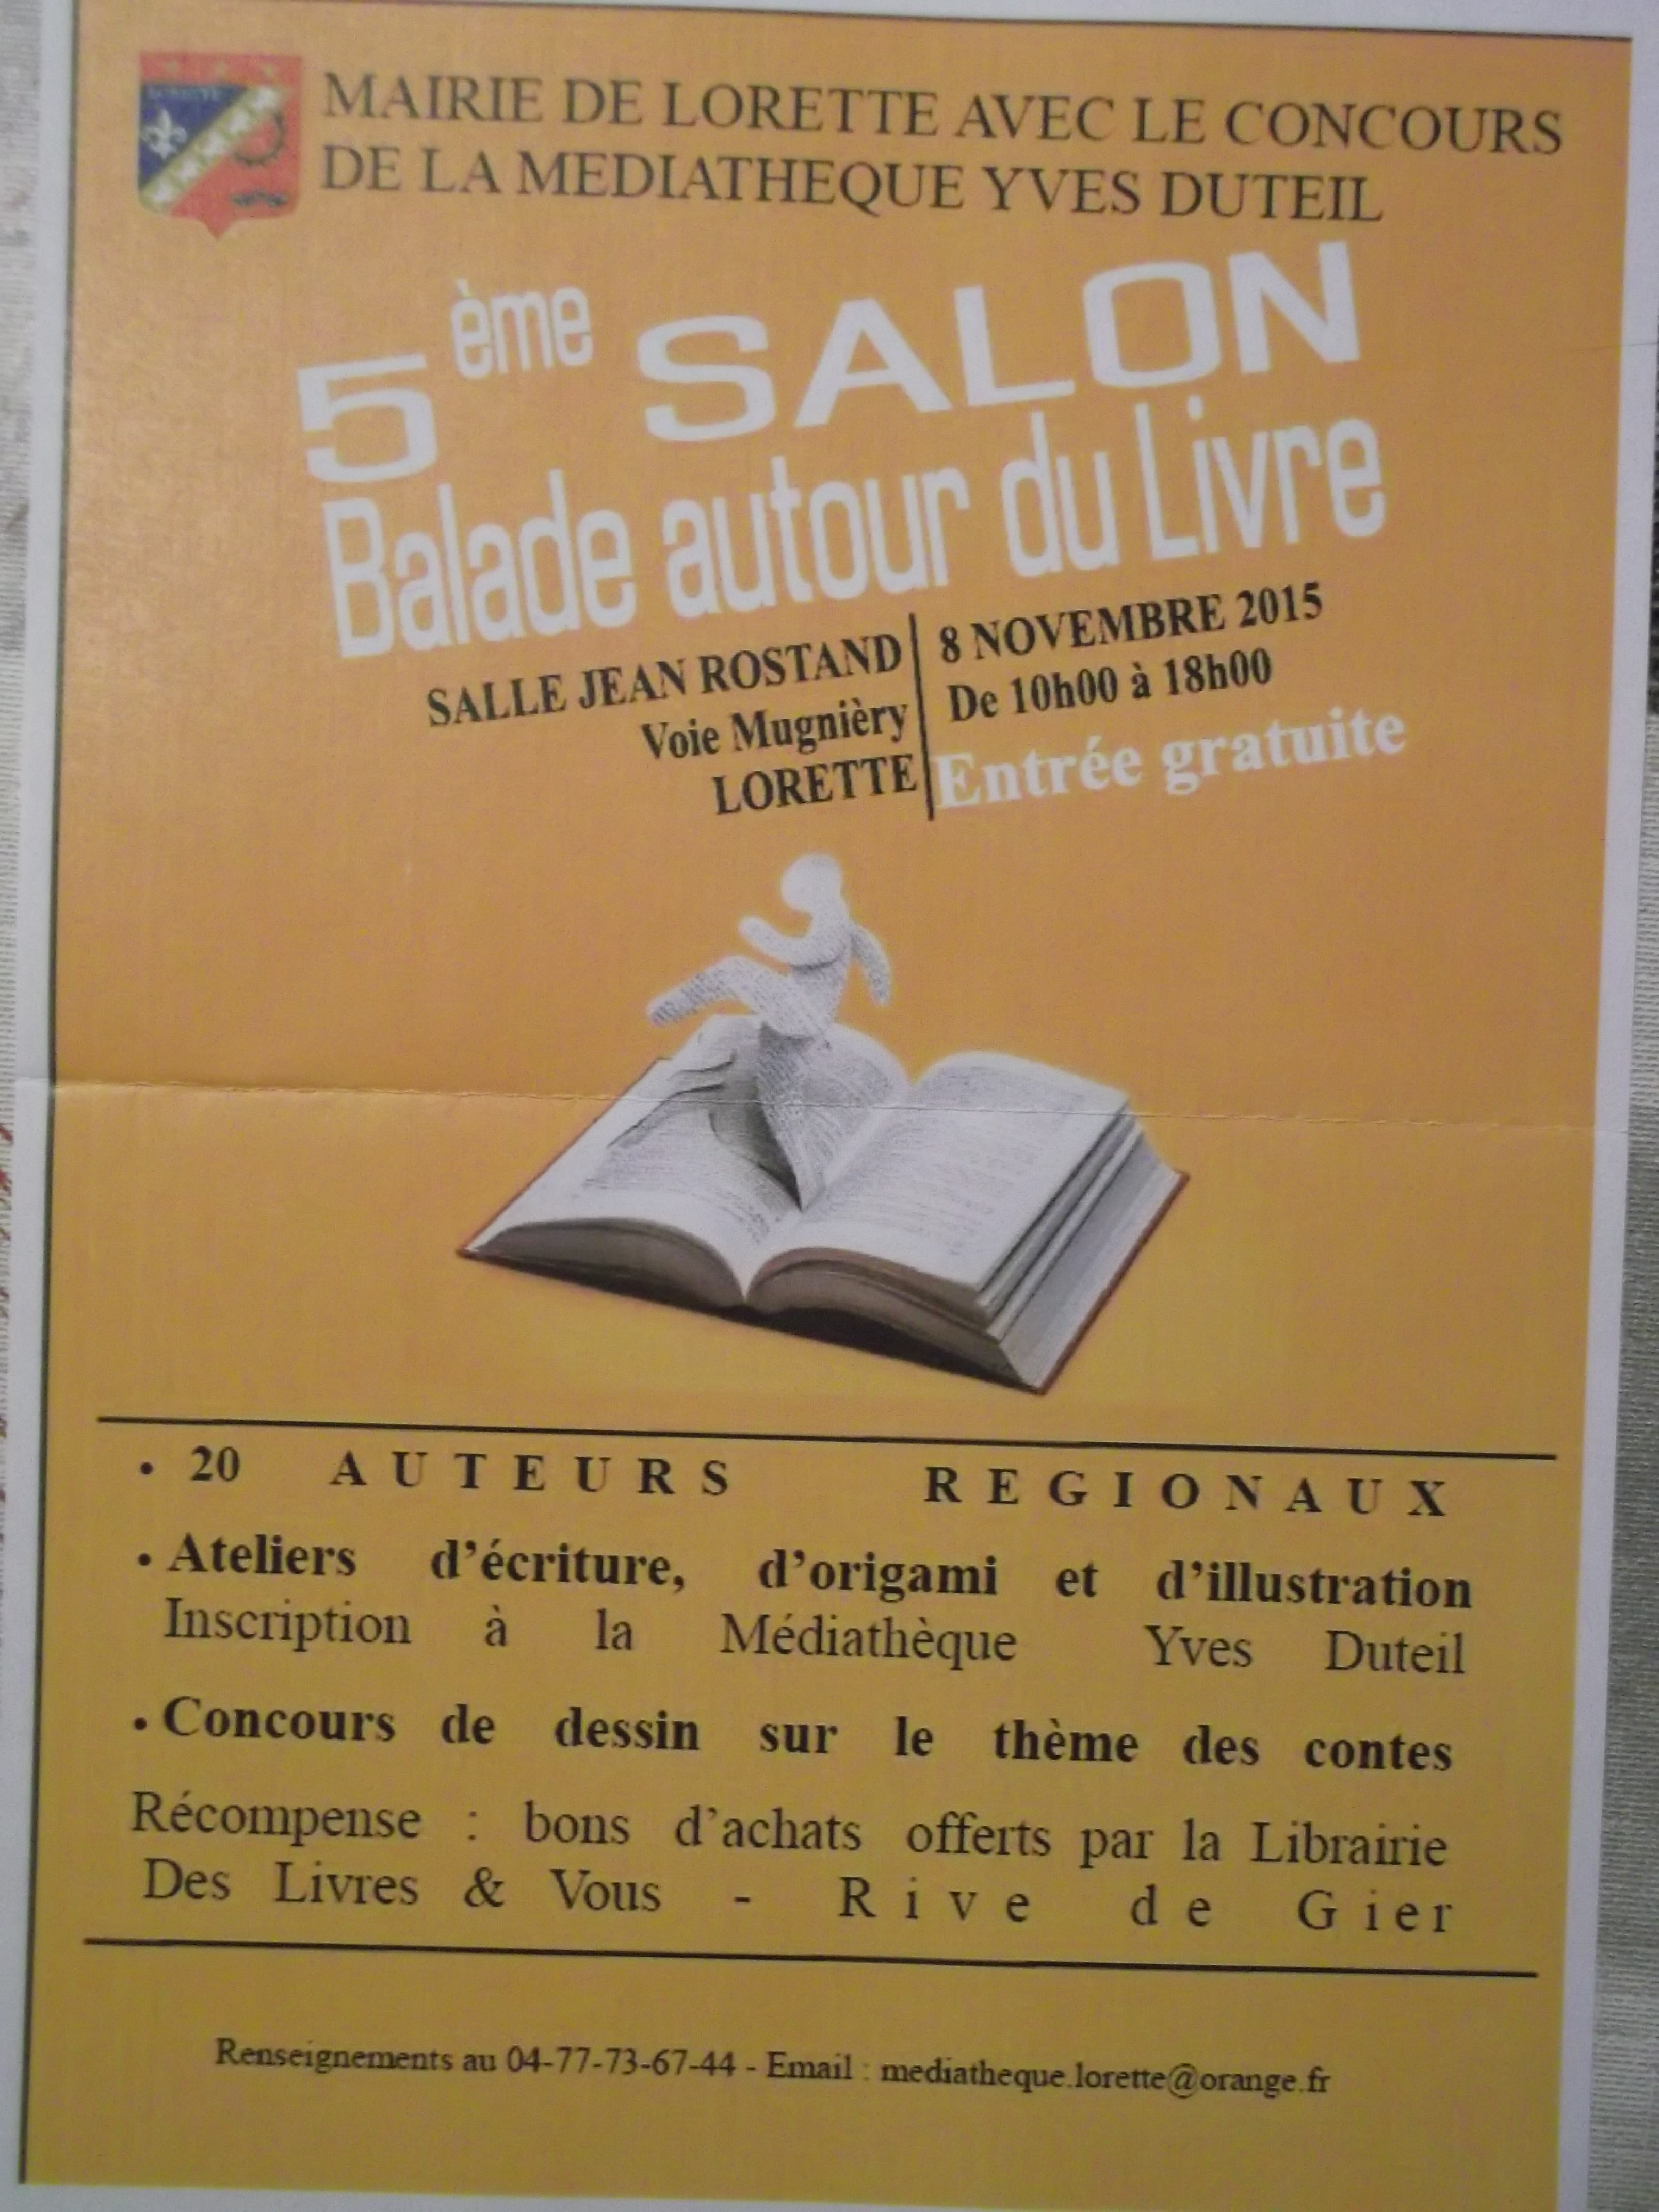 MAIRIE DE LORETTE AVEC LE CONCOURS
DE LA MEDIATHEQUE YVES DUTEIL
5ème SALON
Balade autour du Livre
SALLE JEAN ROSTAND
Voie Mugnièry
LORETTE
8 NOVEMBRE 2015
De 10h00 à 18h00
Entrée gratuite
• 20 AUTEURS REGIONAUX
• Ateliers d'écriture, d'origami et d'illustration
Inscription à la Médiathèque Yves Duteil
• Concours de dessin sur le thème des contes
Récompense : bons d'achats offerts par la Librairie
Des Livres & Vous - Rive de Gier
Renseignements au 04-77-73-67-44 - Email : mediatheque.lorette@orange.fr